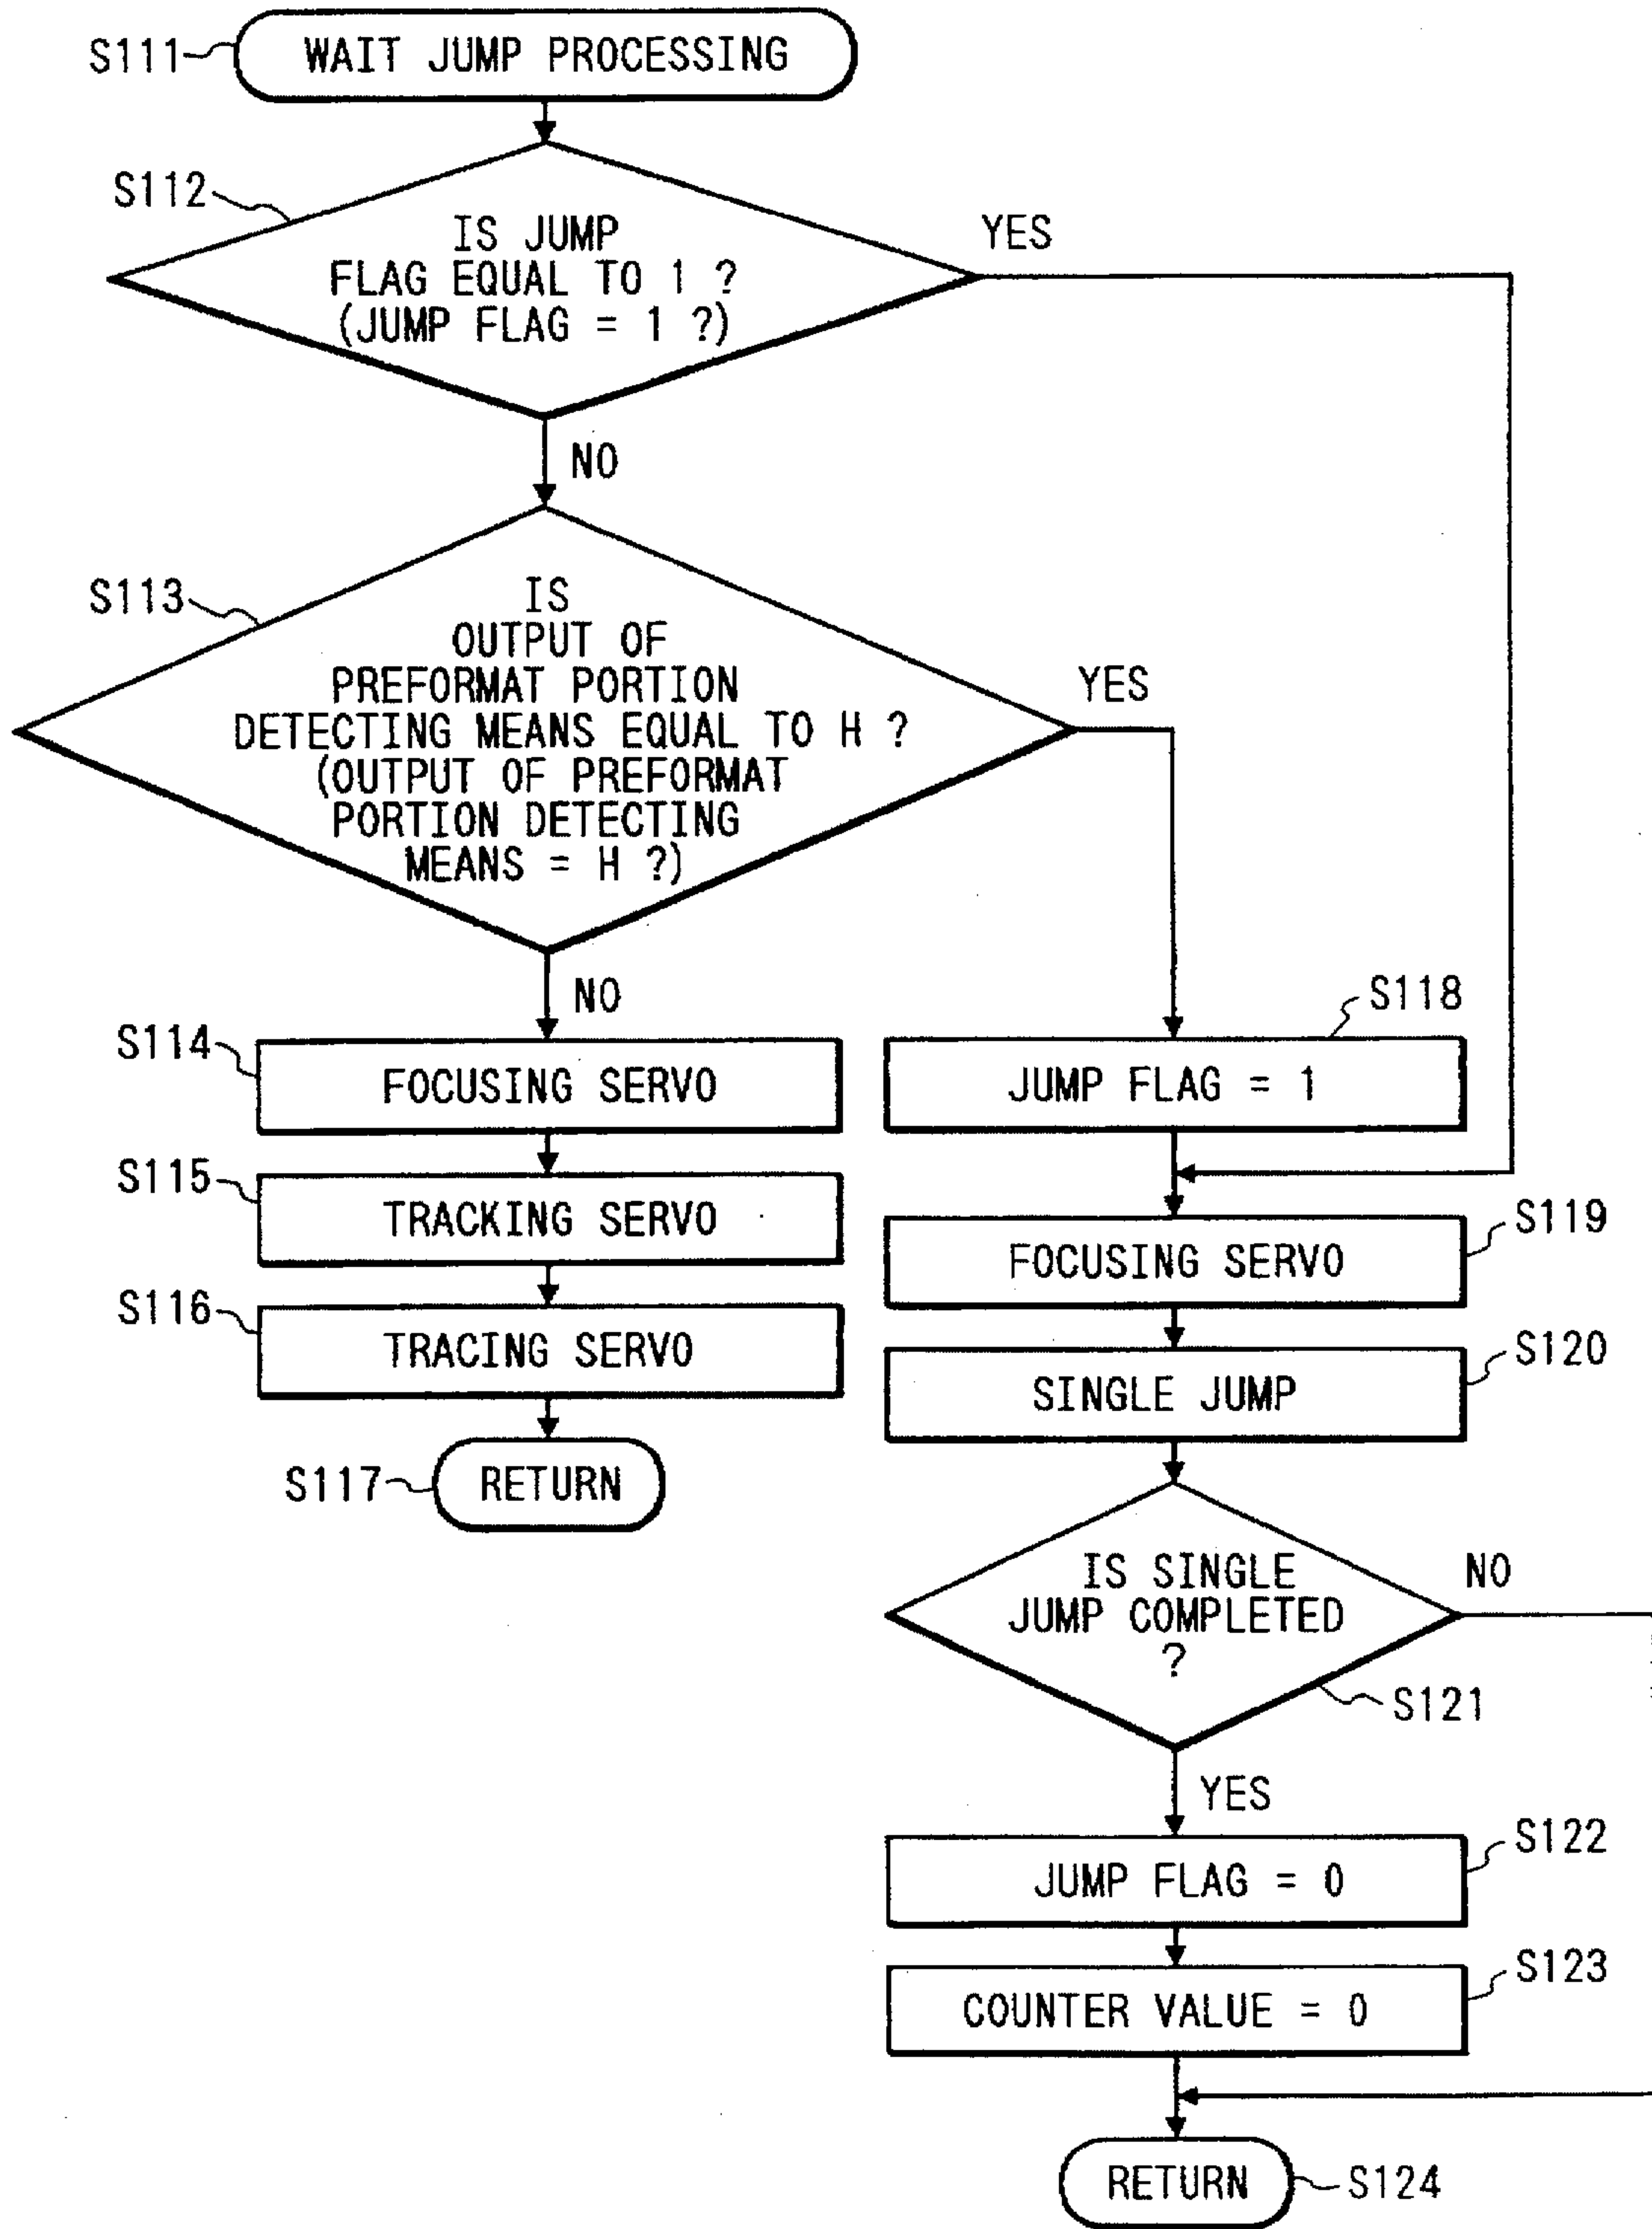 S111
WAIT JUMP PROCESSING
S112
IS JUMP
FLAG EQUAL TO 1 ?
(JUMP FLAG = 1 ?)
YES
NO
S113
IS
OUTPUT OF
PREFORMAT PORTION
DETECTING MEANS EQUAL TO H ?
(OUTPUT OF PREFORMAT
PORTION DETECTING
MEANS = H ?)
YES
NO
S114
FOCUSING SERVO
S115
TRACKING SERVO
S116
TRACING SERVO
S117
RETURN
S118
JUMP FLAG = 1
S119
FOCUSING SERVO
S120
SINGLE JUMP
IS SINGLE
JUMP COMPLETED
?
NO
S121
YES
S122
JUMP FLAG = 0
S123
COUNTER VALUE = 0
RETURN
S124